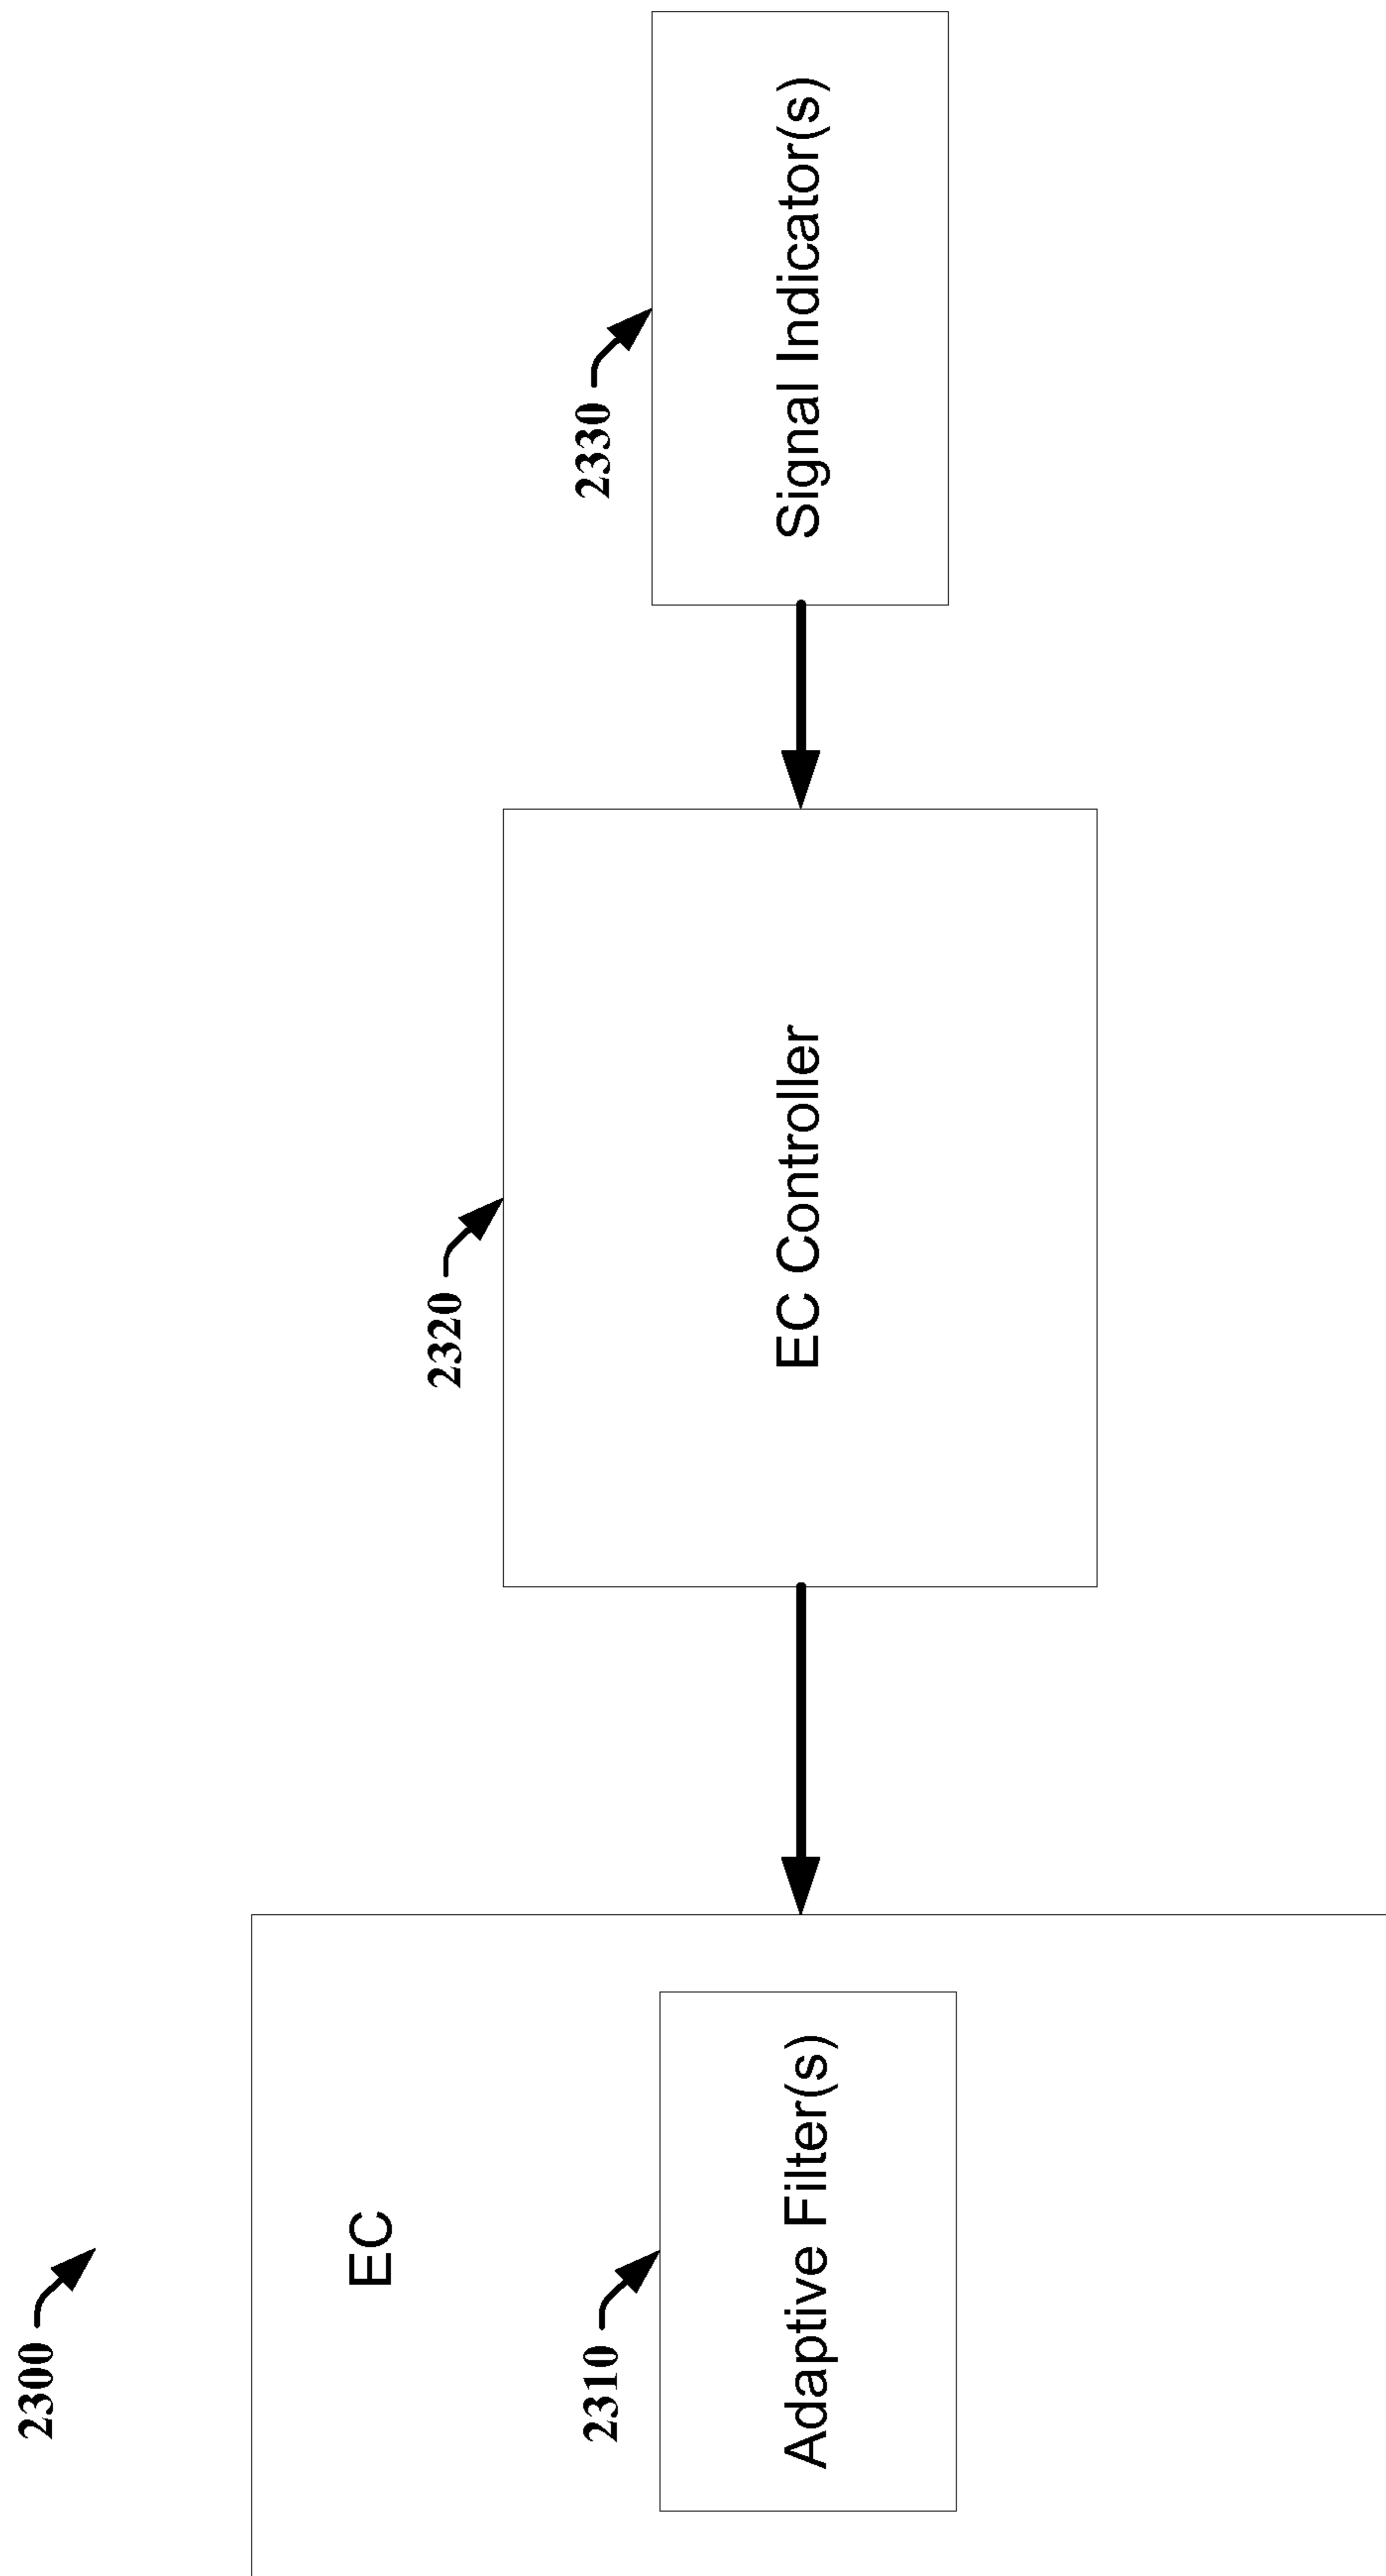 2300
EC
2310
Adaptive Filter(s)
2320
EC Controller
2330
Signal Indicator(s)